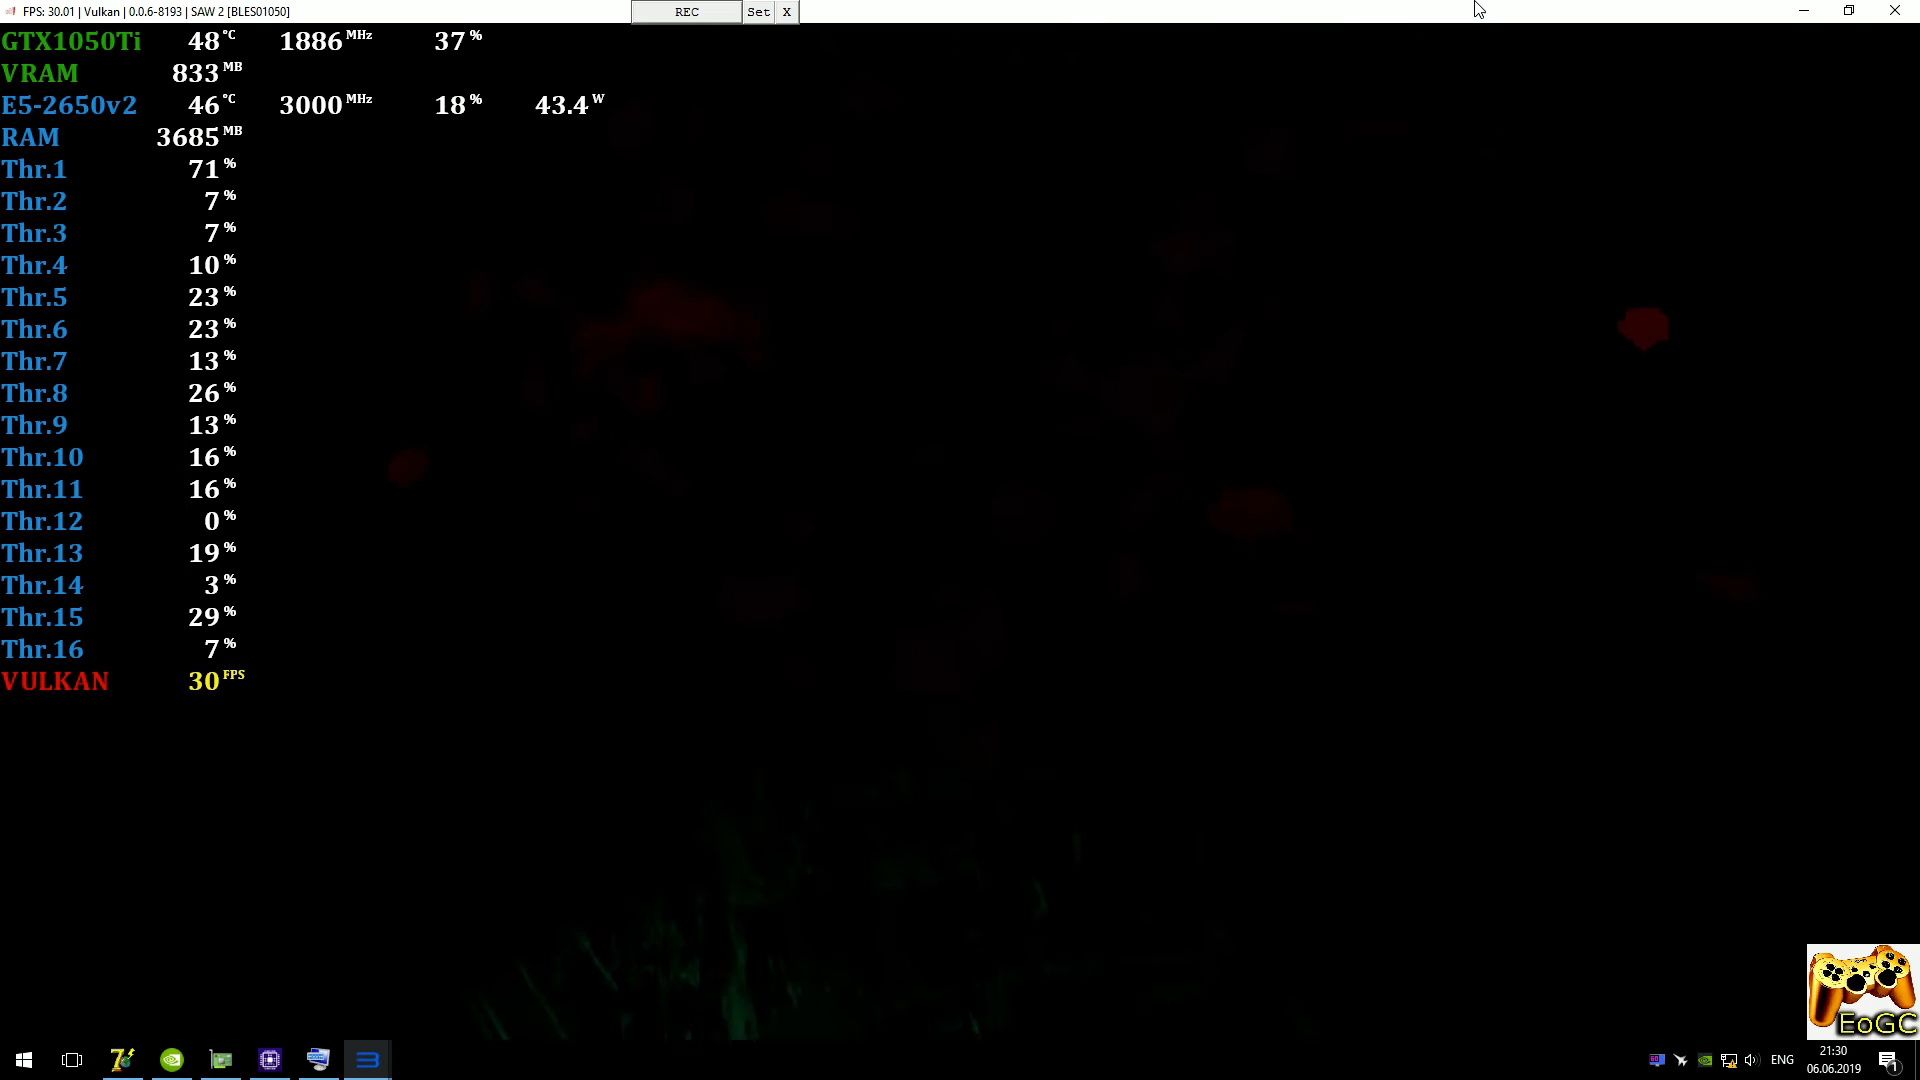 FPS: 30.01 | Vulkan | 0.0.6-8193 | SAW 2 [BLES01050]
REC Set X
GTX1050Ti 48 °C 1886 MHz 37 %
VRAM 833 MB
E5-2650v2 46 °C 3000 MHz 18 % 43.4 W
RAM 3685 MB
Thr.1 71 %
Thr.2 7 %
Thr.3 7 %
Thr.4 10 %
Thr.5 23 %
Thr.6 23 %
Thr.7 13 %
Thr.8 26 %
Thr.9 13 %
Thr.10 16 %
Thr.11 16 %
Thr.12 0 %
Thr.13 19 %
Thr.14 3 %
Thr.15 29 %
Thr.16 7 %
VULKAN 30 FPS
EoGC
ENG
21:30
06.06.2019
1